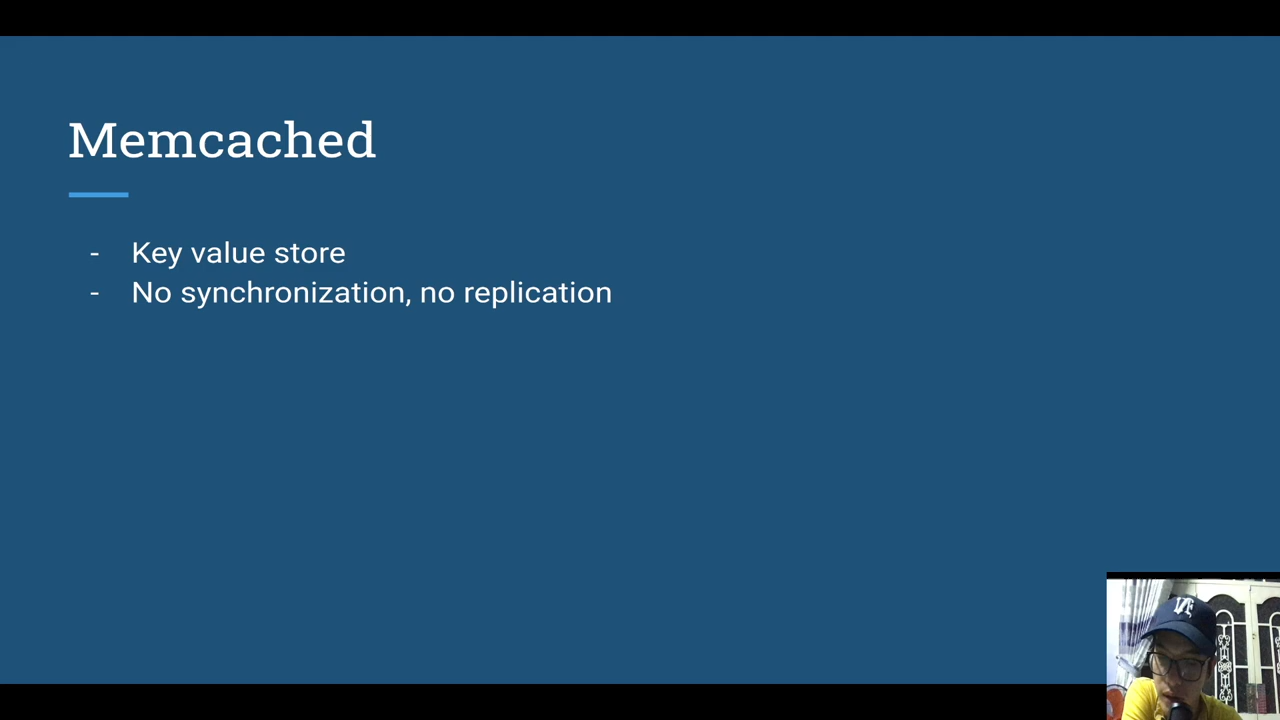 Memcached
- Key value store
- No synchronization, no replication